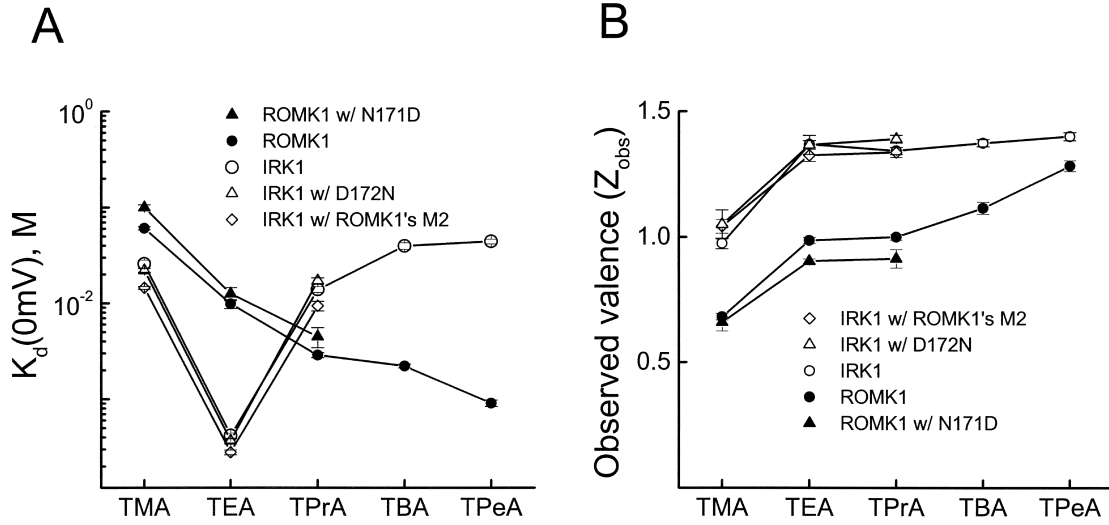 A
K_d(0mV), M
10^0
10^-2
ROMK1 w/ N171D
ROMK1
IRK1
IRK1 w/ D172N
IRK1 w/ ROMK1's M2
TMA TEA TPrA TBA TPeA
B
Observed valence (Z_obs)
1.5
1.0
0.5
IRK1 w/ ROMK1's M2
IRK1 w/ D172N
IRK1
ROMK1
ROMK1 w/ N171D
TMA TEA TPrA TBA TPeA